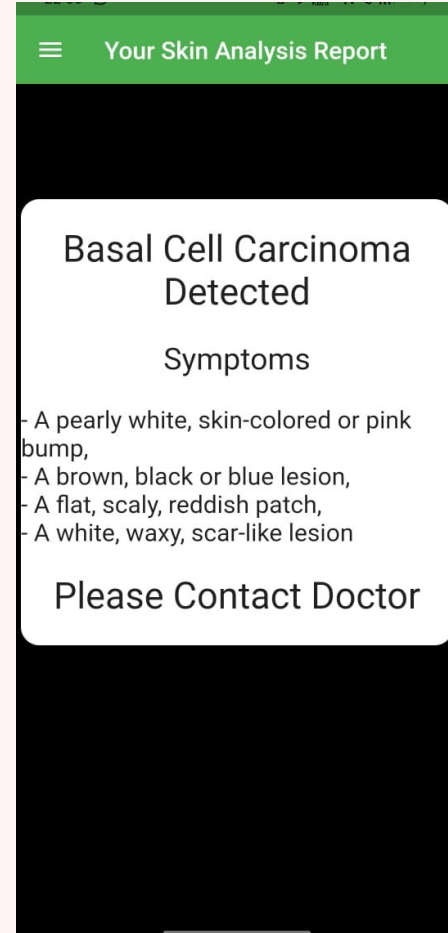 Your Skin Analysis Report
Basal Cell Carcinoma
Detected
Symptoms
- A pearly white, skin-colored or pink
bump,
- A brown, black or blue lesion,
- A flat, scaly, reddish patch,
- A white, waxy, scar-like lesion
Please Contact Doctor